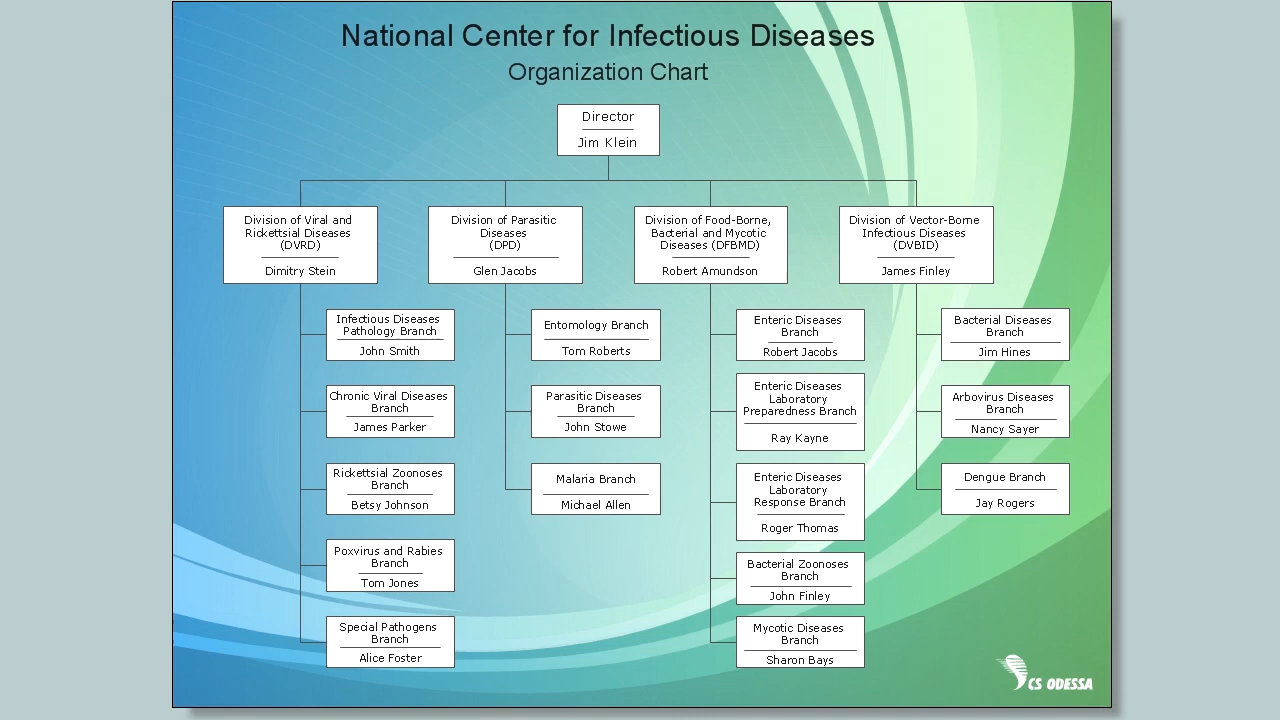 National Center for Infectious Diseases
Organization Chart
Director
Jim Klein
Division of Viral and
Rickettsial Diseases
(DVRD)
Dimitry Stein
Division of Parasitic
Diseases
(DPD)
Glen Jacobs
Division of Food-Borne,
Bacterial and Mycotic
Diseases (DFBMD)
Robert Amundson
Division of Vector-Borne
Infectious Diseases
(DVBID)
James Finley
Infectious Diseases
Pathology Branch
John Smith
Chronic Viral Diseases
Branch
James Parker
Rickettsial Zoonoses
Branch
Betsy Johnson
Poxvirus and Rabies
Branch
Tom Jones
Special Pathogens
Branch
Alice Foster
Entomology Branch
Tom Roberts
Parasitic Diseases
Branch
John Stowe
Malaria Branch
Michael Allen
Enteric Diseases
Branch
Robert Jacobs
Enteric Diseases
Laboratory
Preparedness Branch
Ray Kayne
Enteric Diseases
Laboratory
Response Branch
Roger Thomas
Bacterial Zoonoses
Branch
John Finley
Mycotic Diseases
Branch
Sharon Bays
Bacterial Diseases
Branch
Jim Hines
Arbovirus Diseases
Branch
Nancy Sayer
Dengue Branch
Jay Rogers
CS ODESSA